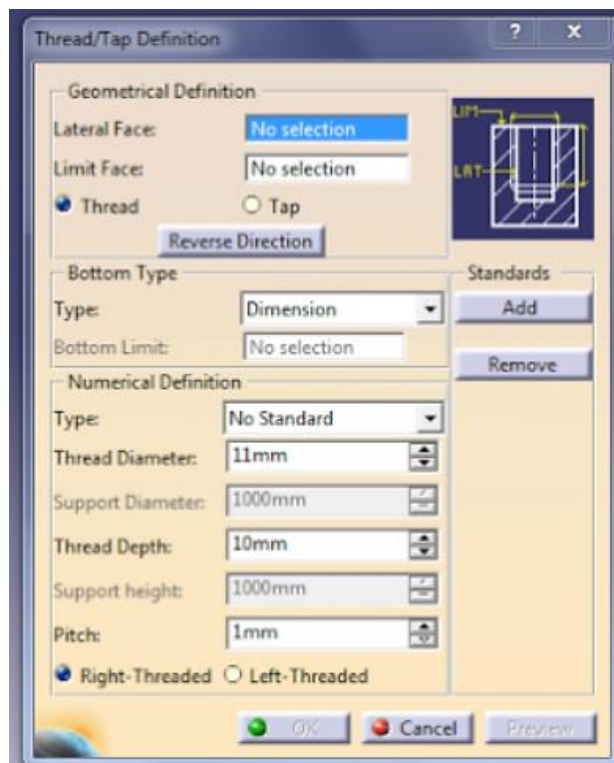 Thread/Tap Definition
? x
Geometrical Definition
Lateral Face: No selection
Limit Face: No selection
Thread Tap
Reverse Direction
LIM
LAT
Bottom Type
Type: Dimension
Bottom Limit: No selection
Standards
Add
Remove
Numerical Definition
Type: No Standard
Thread Diameter: 11mm
Support Diameter: 1000mm
Thread Depth: 10mm
Support height: 1000mm
Pitch: 1mm
Right-Threaded Left-Threaded
OK Cancel Preview